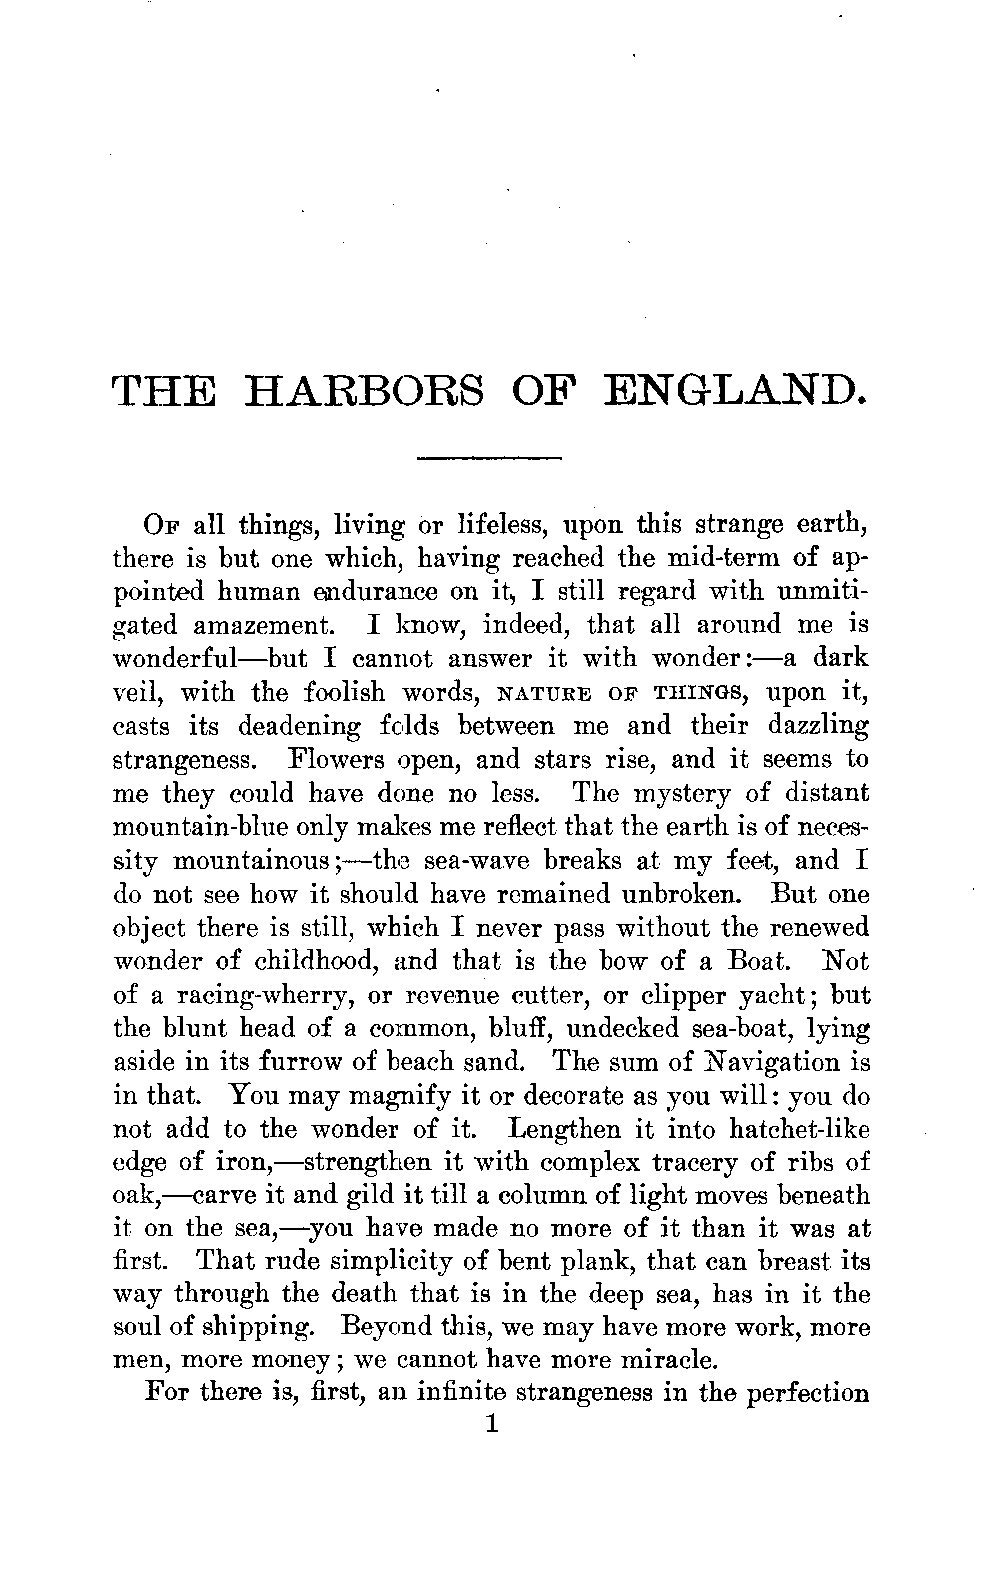 THE HARBORS OF ENGLAND.
OF all things, living or lifeless, upon this strange earth,
there is but one which, having reached the mid-term of ap-
pointed human endurance on it, I still regard with unmiti-
gated amazement. I know, indeed, that all around me is
wonderful—but I cannot answer it with wonder:—a dark
veil, with the foolish words, NATURE OF THINGS, upon it,
casts its deadening folds between me and their dazzling
strangeness. Flowers open, and stars rise, and it seems to
me they could have done no less. The mystery of distant
mountain-blue only makes me reflect that the earth is of neces-
sity mountainous;—the sea-wave breaks at my feet, and I
do not see how it should have remained unbroken. But one
object there is still, which I never pass without the renewed
wonder of childhood, and that is the bow of a Boat. Not
of a racing-wherry, or revenue cutter, or clipper yacht; but
the blunt head of a common, bluff, undecked sea-boat, lying
aside in its furrow of beach sand. The sum of Navigation is
in that. You may magnify it or decorate as you will: you do
not add to the wonder of it. Lengthen it into hatchet-like
edge of iron,—strengthen it with complex tracery of ribs of
oak,—carve it and gild it till a column of light moves beneath
it on the sea,—you have made no more of it than it was at
first. That rude simplicity of bent plank, that can breast its
way through the death that is in the deep sea, has in it the
soul of shipping. Beyond this, we may have more work, more
men, more money; we cannot have more miracle.
For there is, first, an infinite strangeness in the perfection
1